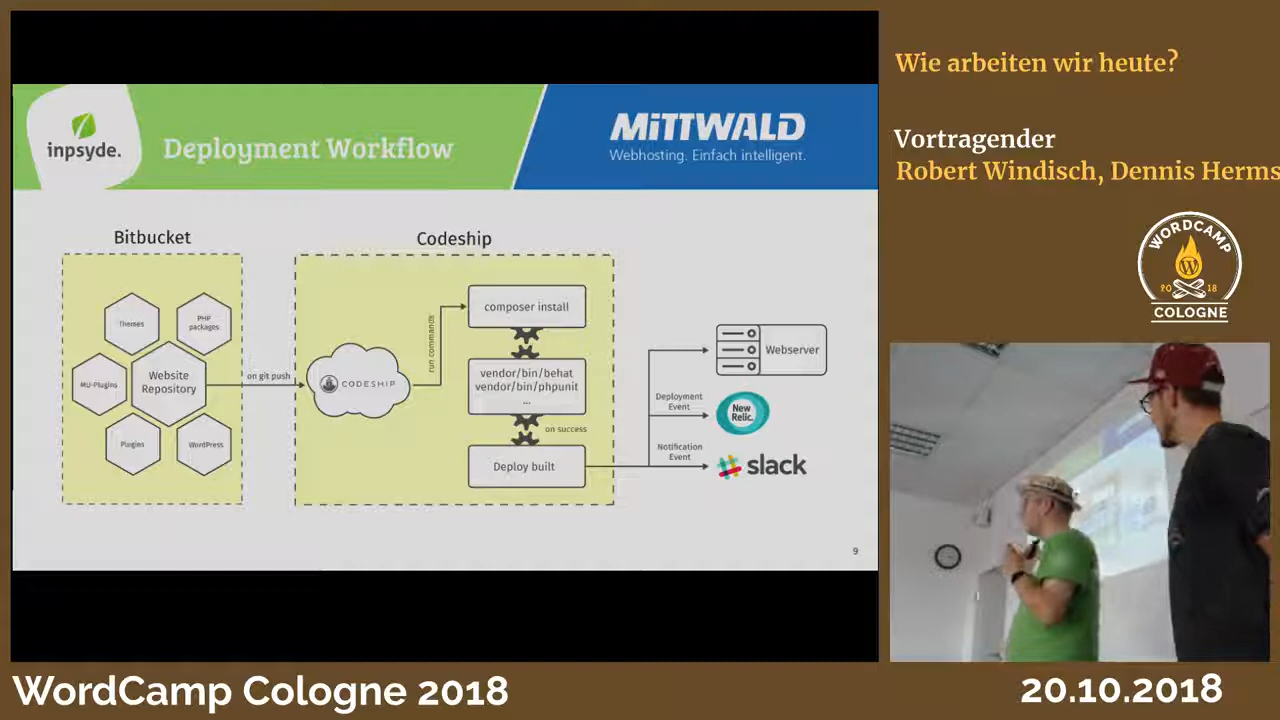 inpsyde.
Deployment Workflow
MITTWALD
Webhosting. Einfach intelligent.
Bitbucket
Themes
PHP
packages
MU-Plugins
Website
Repository
Plugins
WordPress
on git push
Codeship
CODESHIP
run commands
composer install
vendor/bin/behat
vendor/bin/phpunit
...
on success
Deploy built
Webserver
Deployment
Event
New
Relic.
Notification
Event
slack
9
Wie arbeiten wir heute?
Vortragender
Robert Windisch, Dennis Herms
WORDCAMP
2018
COLOGNE
WordCamp Cologne 2018
20.10.2018